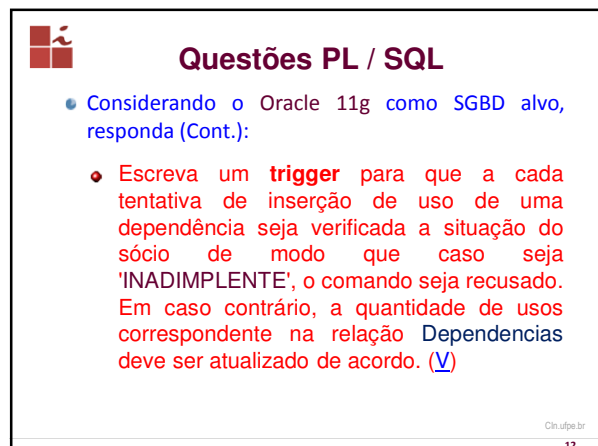 Questões PL / SQL
Considerando o Oracle 11g como SGBD alvo,
responda (Cont.):
Escreva um trigger para que a cada
tentativa de inserção de uso de uma
dependência seja verificada a situação do
sócio de modo que caso seja
'INADIMPLENTE', o comando seja recusado.
Em caso contrário, a quantidade de usos
correspondente na relação Dependencias
deve ser atualizado de acordo. (V)
CIn.ufpe.br
12